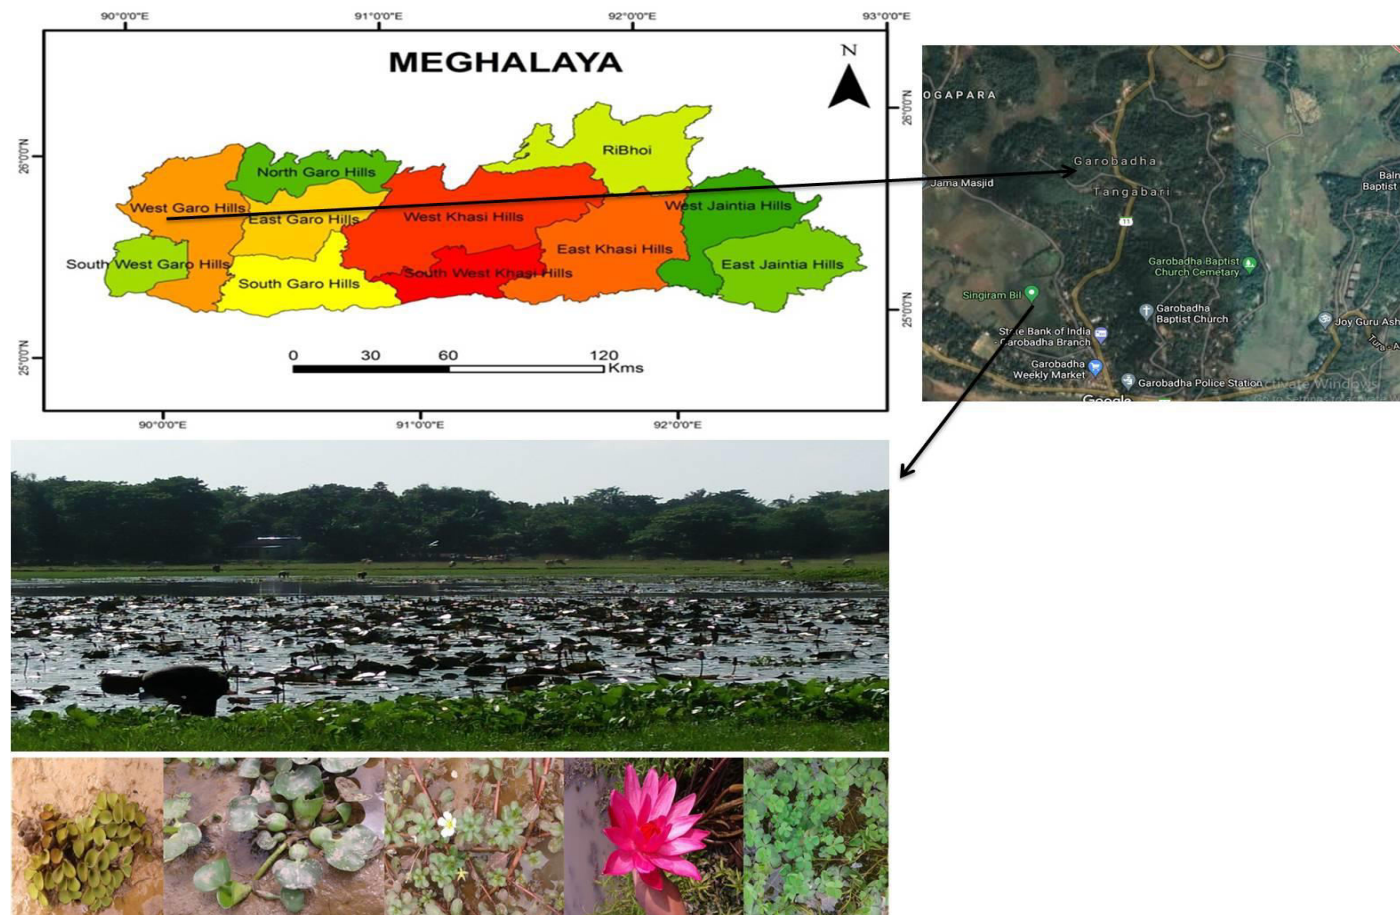 90°0'0"E 91°0'0"E 92°0'0"E 93°0'0"E
MEGHALAYA
N
26°0'0"N
26°0'0"N
25°0'0"N
25°0'0"N
RiBhoi
North Garo Hills
West Garo Hills
East Garo Hills
West Khasi Hills
West Jaintia Hills
South West Garo Hills
South Garo Hills
South West Khasi Hills
East Khasi Hills
East Jaintia Hills
0 30 60 120
Kms
90°0'0"E 91°0'0"E 92°0'0"E
OGAPARA
Garobadha
Jama Masjid
Tangabari
Baptist
Garobadha Baptist
Church Cemetary
Singiram Bil
Garobadha
Baptist Church
Joy Guru Ash
State Bank of India
- Garobadha Branch
Garobadha
Weekly Market
Garobadha Police Station
Activate Windows
Google